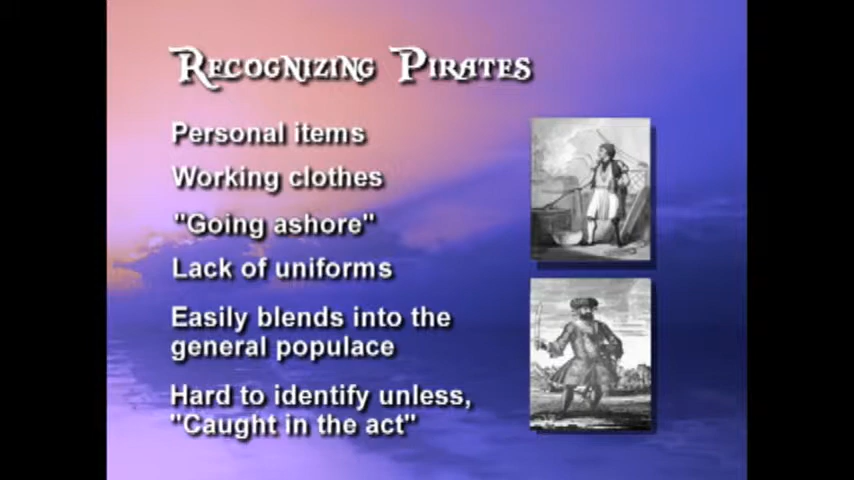 Recognizing Pirates
Personal items
Working clothes
"Going ashore"
Lack of uniforms
Easily blends into the
general populace
Hard to identify unless,
"Caught in the act"